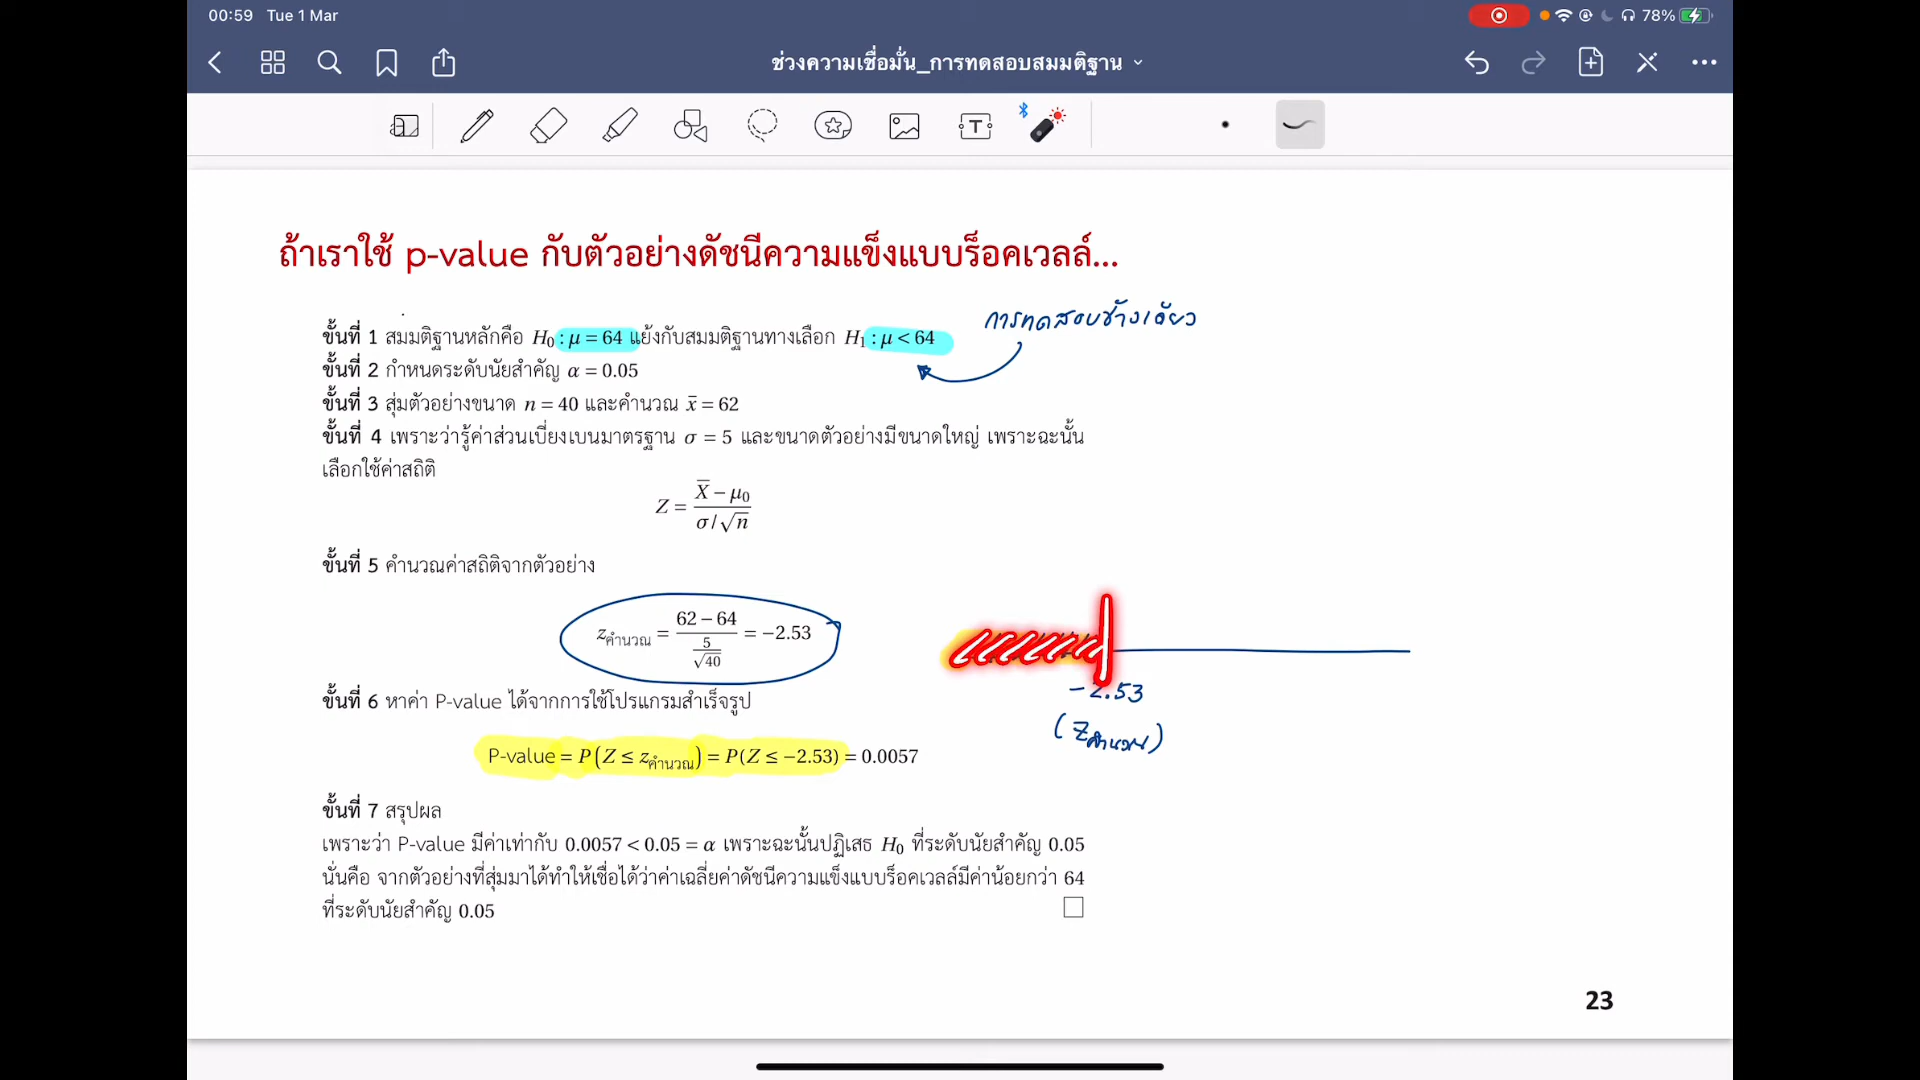 00:59 Tue 1 Mar
78%
ช่วงความเชื่อมั่น_การทดสอบสมมติฐาน
ถ้าเราใช้ p-value กับตัวอย่างดัชนีความแข็งแบบร็อคเวลล์...
การทดสอบข้างเดียว
ขั้นที่ 1 สมมติฐานหลักคือ H₀ : μ = 64 แย้งกับสมมติฐานทางเลือก H₁ : μ < 64
ขั้นที่ 2 กำหนดระดับนัยสำคัญ α = 0.05
ขั้นที่ 3 สุ่มตัวอย่างขนาด n = 40 และคำนวณ x̄ = 62
ขั้นที่ 4 เพราะว่ารู้ค่าส่วนเบี่ยงเบนมาตรฐาน σ = 5 และขนาดตัวอย่างมีขนาดใหญ่ เพราะฉะนั้น
เลือกใช้ค่าสถิติ
Z = (X̄ − μ₀) / (σ/√n)
ขั้นที่ 5 คำนวณค่าสถิติจากตัวอย่าง
zคำนวณ = (62 − 64) / (5/√40) = −2.53
−2.53
(zคำนวณ)
ขั้นที่ 6 หาค่า P-value ได้จากการใช้โปรแกรมสำเร็จรูป
P-value = P(Z ≤ zคำนวณ) = P(Z ≤ −2.53) = 0.0057
ขั้นที่ 7 สรุปผล
เพราะว่า P-value มีค่าเท่ากับ 0.0057 < 0.05 = α เพราะฉะนั้นปฏิเสธ H₀ ที่ระดับนัยสำคัญ 0.05
นั่นคือ จากตัวอย่างที่สุ่มมาได้ทำให้เชื่อได้ว่าค่าเฉลี่ยค่าดัชนีความแข็งแบบร็อคเวลล์มีค่าน้อยกว่า 64
ที่ระดับนัยสำคัญ 0.05
23